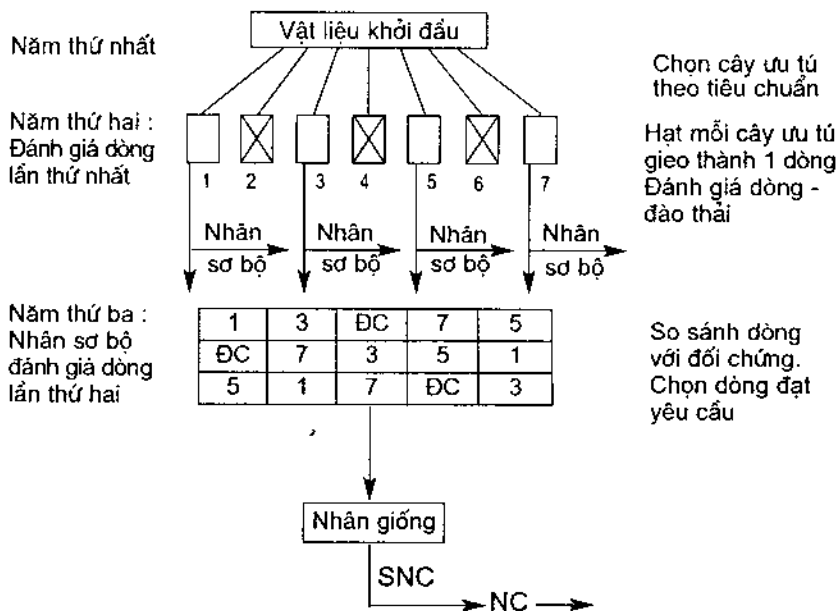 Vật liệu khởi đầu
Năm thứ nhất
Chọn cây ưu tú
theo tiêu chuẩn
Năm thứ hai :
Đánh giá dòng
lần thứ nhất
1 2 3 4 5 6 7
Hạt mỗi cây ưu tú
gieo thành 1 dòng
Đánh giá dòng -
đào thải
Nhân
sơ bộ
Nhân
sơ bộ
Nhân
sơ bộ
Nhân
sơ bộ
Năm thứ ba :
Nhân sơ bộ
đánh giá dòng
lần thứ hai
1 3 ĐC 7 5
ĐC 7 3 5 1
5 1 7 ĐC 3
So sánh dòng
với đối chứng.
Chọn dòng đạt
yêu cầu
Nhân giống
SNC
NC